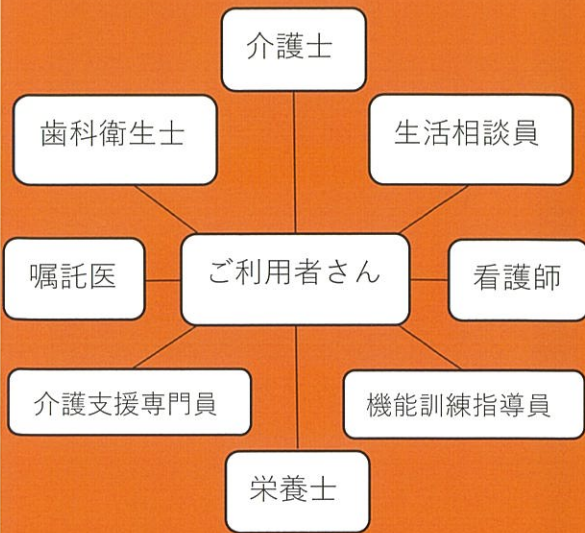 介護士
歯科衛生士
生活相談員
嘱託医
ご利用者さん
看護師
介護支援専門員
機能訓練指導員
栄養士